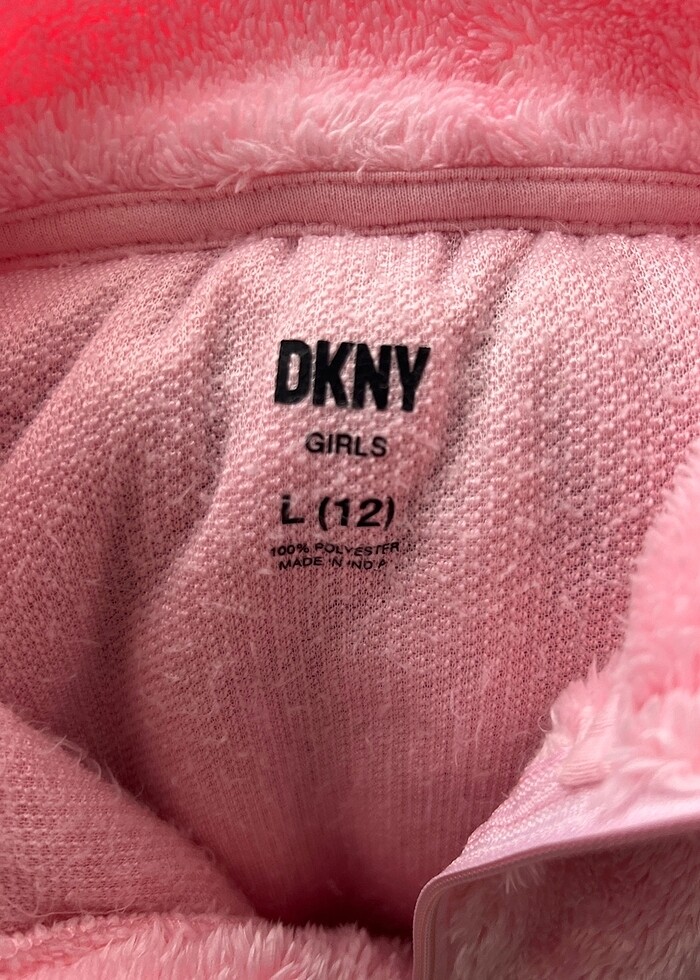 DKNY
GIRLS
L (12)
100% POLYESTER
MADE IN INDIA